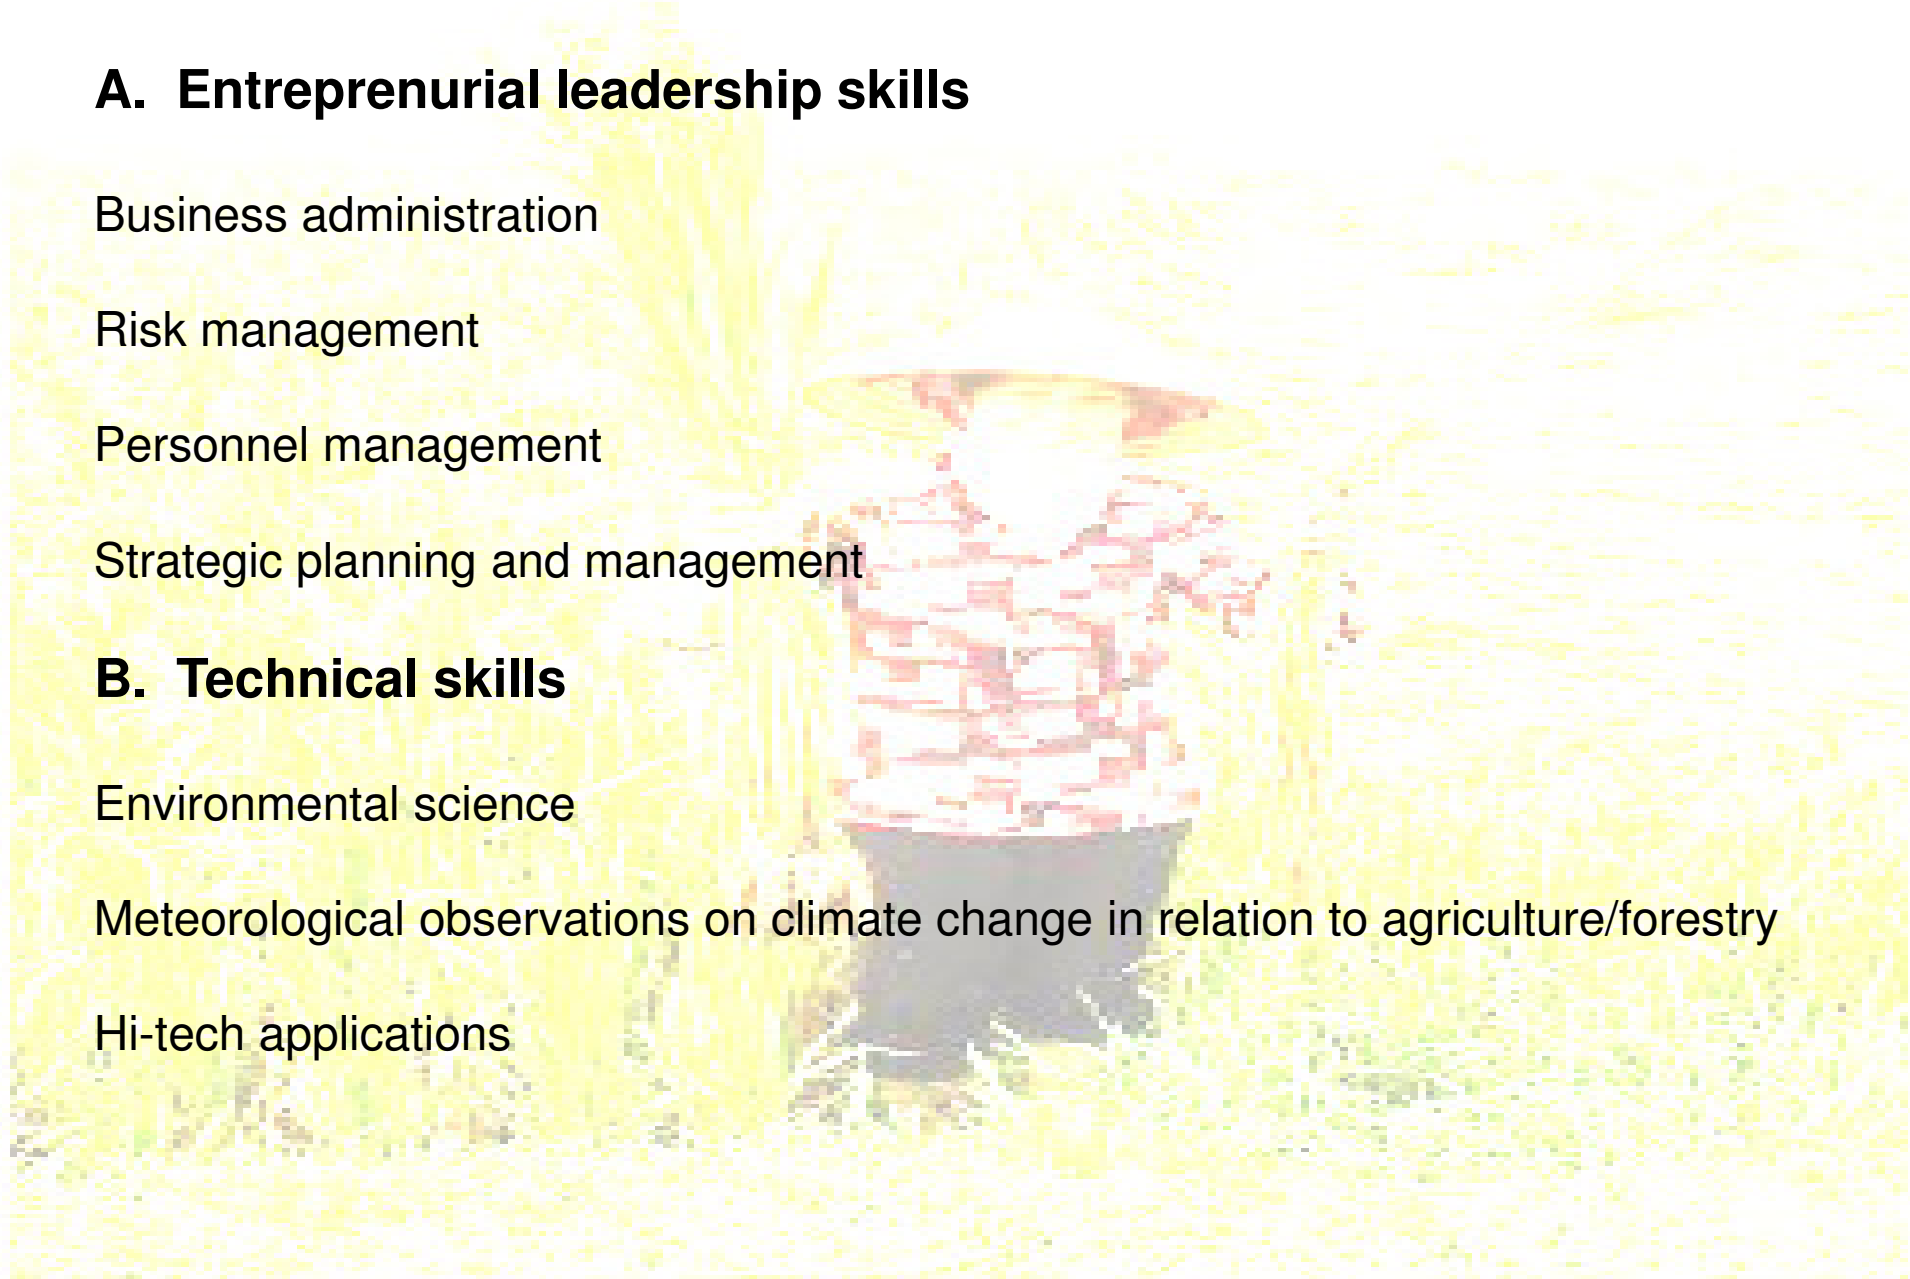 A. Entreprenurial leadership skills
Business administration
Risk management
Personnel management
Strategic planning and management
B. Technical skills
Environmental science
Meteorological observations on climate change in relation to agriculture/forestry
Hi-tech applications